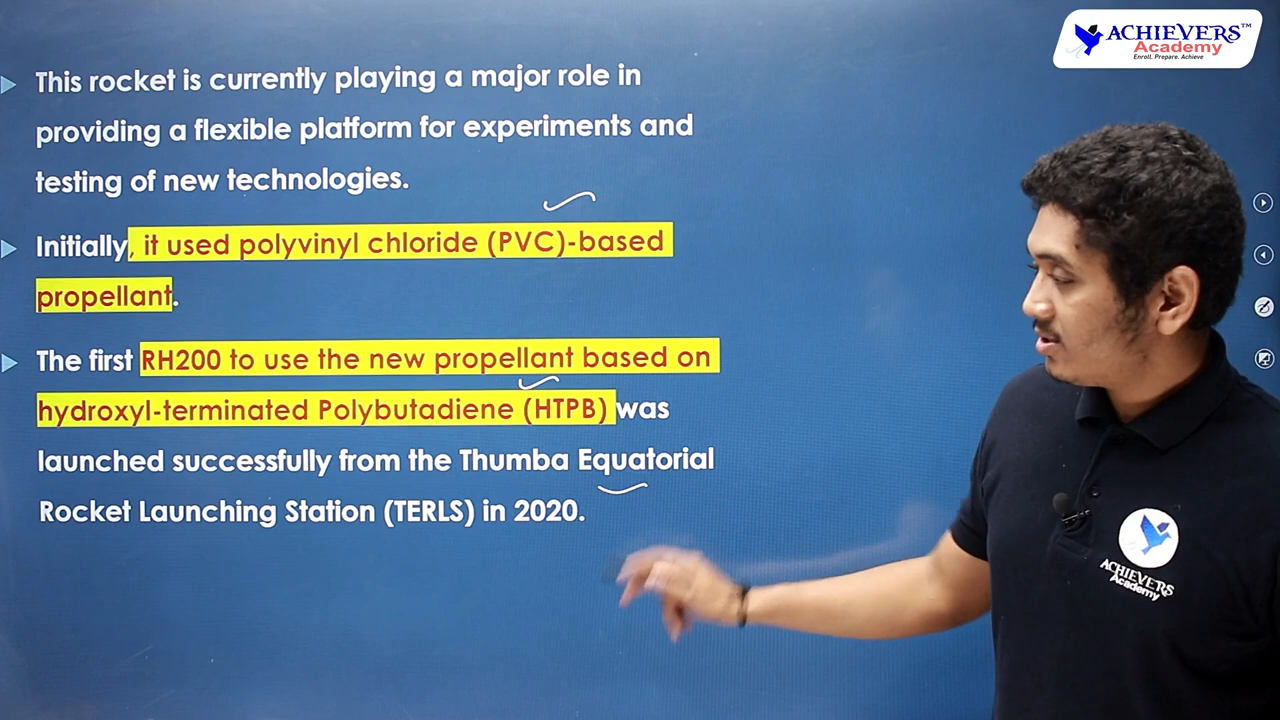 ACHIEVERS™
Academy
Enroll. Prepare. Achieve
This rocket is currently playing a major role in
providing a flexible platform for experiments and
testing of new technologies.
Initially, it used polyvinyl chloride (PVC)-based
propellant.
The first RH200 to use the new propellant based on
hydroxyl-terminated Polybutadiene (HTPB) was
launched successfully from the Thumba Equatorial
Rocket Launching Station (TERLS) in 2020.
ACHIEVERS
Academy